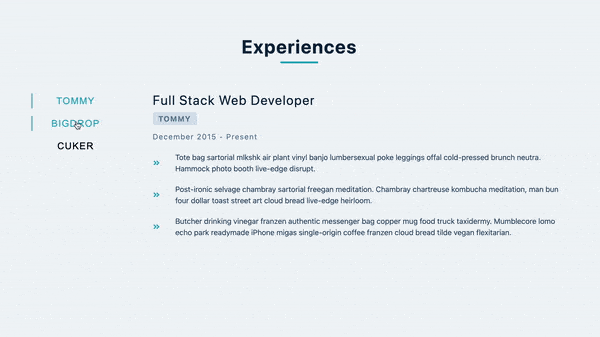 Experiences
TOMMY
BIGDROP
CUKER
Full Stack Web Developer
TOMMY
December 2015 - Present
Tote bag sartorial mlkshk air plant vinyl banjo lumbersexual poke leggings offal cold-pressed brunch neutra.
Hammock photo booth live-edge disrupt.
Post-ironic selvage chambray sartorial freegan meditation. Chambray chartreuse kombucha meditation, man bun
four dollar toast street art cloud bread live-edge heirloom.
Butcher drinking vinegar franzen authentic messenger bag copper mug food truck taxidermy. Mumblecore lomo
echo park readymade iPhone migas single-origin coffee franzen cloud bread tilde vegan flexitarian.